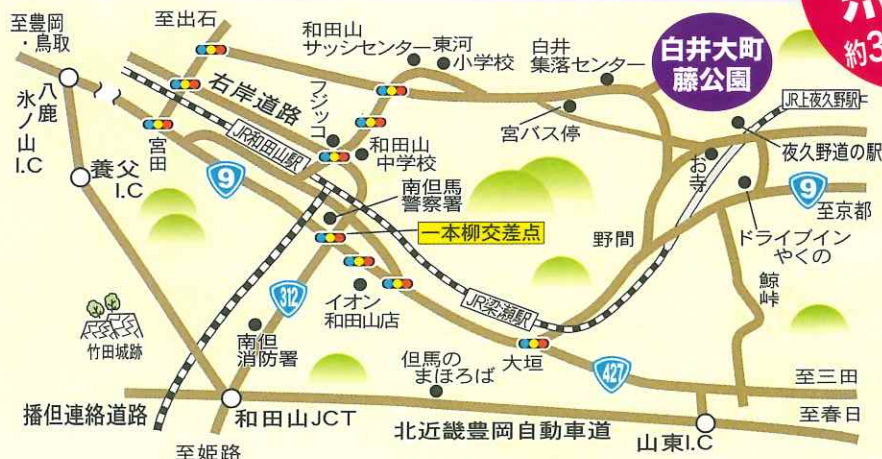 至豊岡
・鳥取
至出石
和田山
サッシセンター
東河
小学校
白井
集落センター
白井大町
藤公園
約3
八鹿
氷ノ山
I.C
養父
I.C
宮田
右岸道路
フジッコ
JR和田山駅
和田山
中学校
宮バス停
JR上夜久野駅
夜久野道の駅
お寺
9
南但馬
警察署
一本柳交差点
野間
9
至京都
ドライブイン
やくの
鯨峠
312
イオン
和田山店
JR梁瀬駅
竹田城跡
南但
消防署
但馬の
まほろば
大垣
427
至三田
播但連絡道路
和田山JCT
北近畿豊岡自動車道
至春日
山東I.C
至姫路